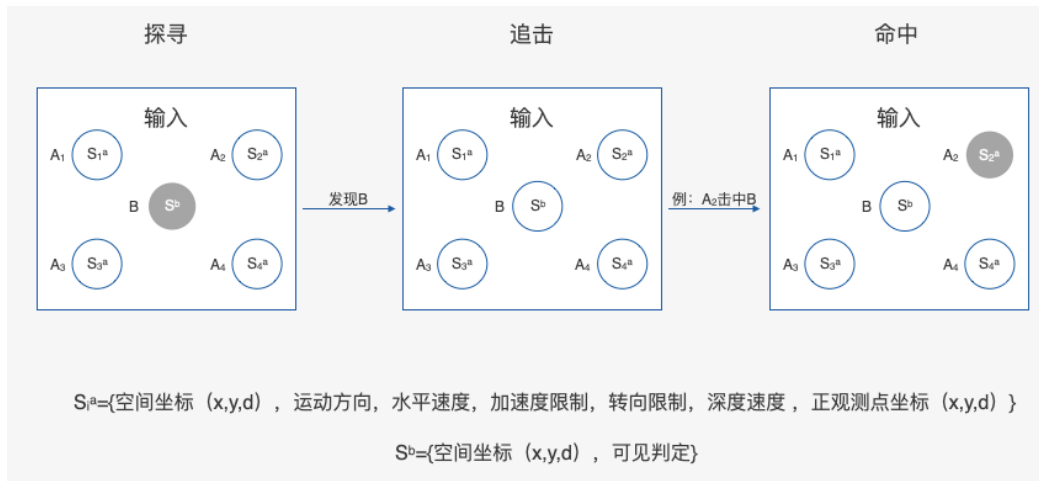 探寻 追击 命中
输入 输入 输入
A₁ S₁ᵃ A₂ S₂ᵃ A₁ S₁ᵃ A₂ S₂ᵃ A₁ S₁ᵃ A₂ S₂ᵃ
发现B 例：A₂击中B
B Sᵇ B Sᵇ B Sᵇ
A₃ S₃ᵃ A₄ S₄ᵃ A₃ S₃ᵃ A₄ S₄ᵃ A₃ S₃ᵃ A₄ S₄ᵃ
Sᵢᵃ={空间坐标（x,y,d），运动方向，水平速度，加速度限制，转向限制，深度速度，正观测点坐标（x,y,d）}
Sᵇ={空间坐标（x,y,d），可见判定}